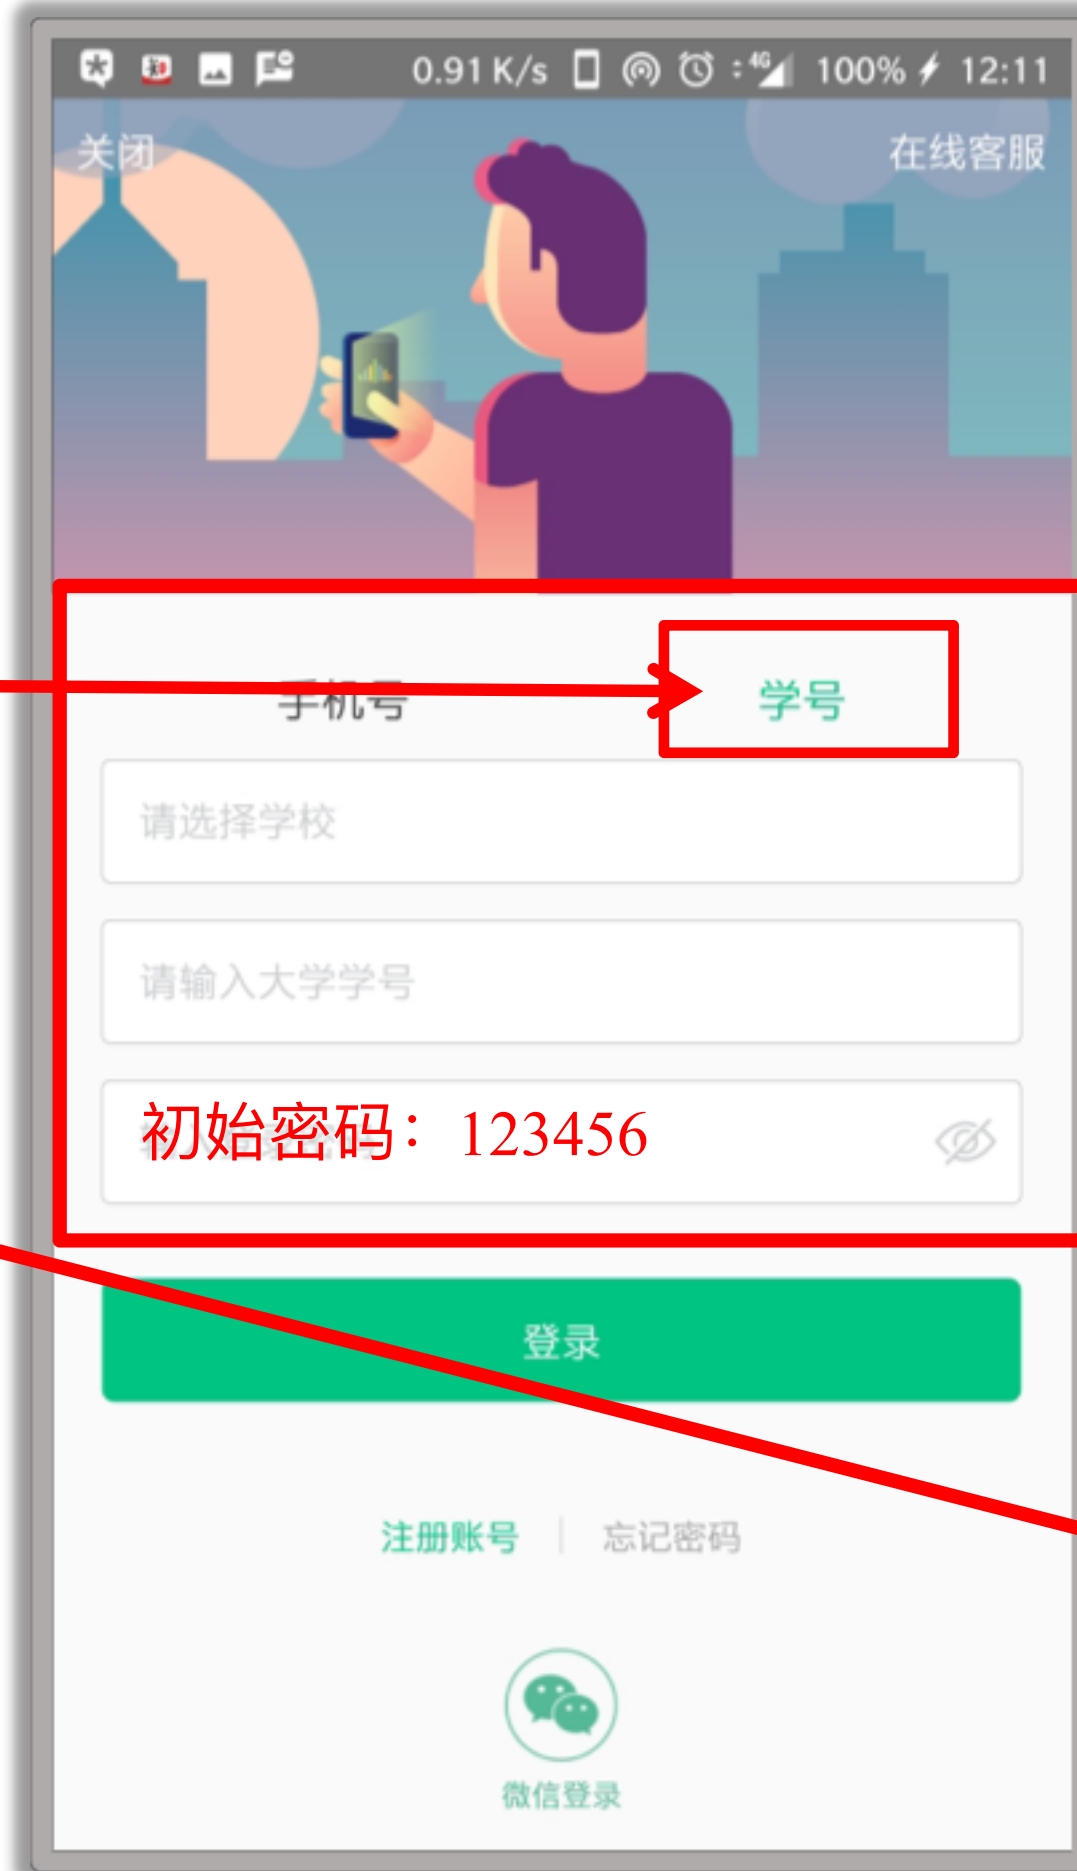 0.91 K/s 4G 100% 12:11
关闭 在线客服
手机号 学号
请选择学校
请输入大学学号
初始密码：123456
登录
注册账号 | 忘记密码
微信登录